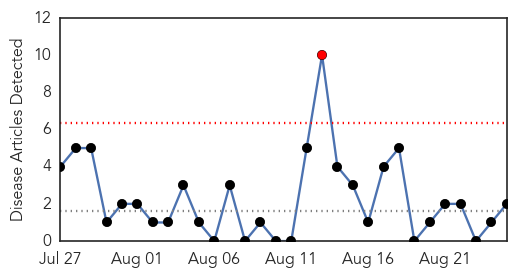 Disease Articles Detected
12
10
8
6
4
2
0
Jul 27
Aug 01
Aug 06
Aug 11
Aug 16
Aug 21